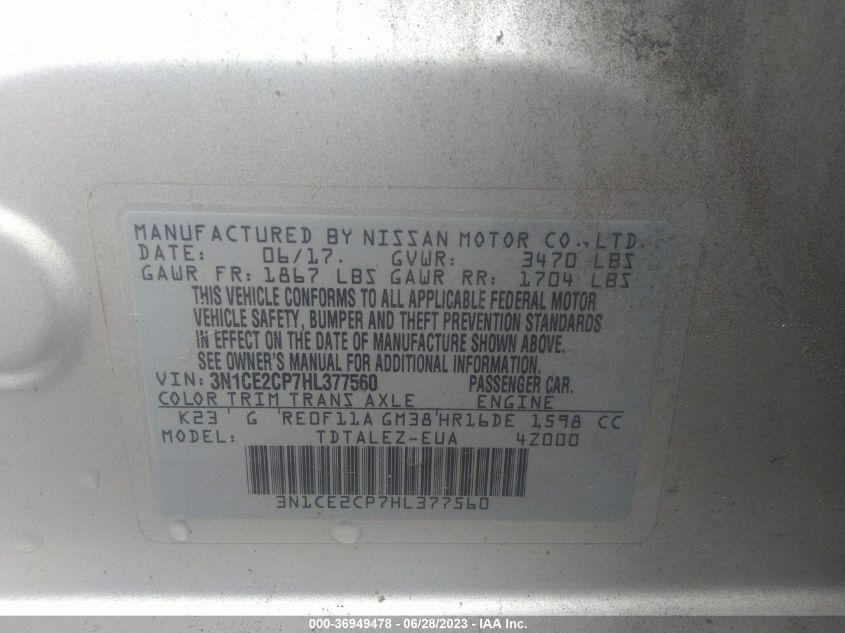 MANUFACTURED BY NISSAN MOTOR CO., LTD.
DATE: 06/17. GVWR: 3470 LBS
GAWR FR: 1867 LBS GAWR RR: 1704 LBS
THIS VEHICLE CONFORMS TO ALL APPLICABLE FEDERAL MOTOR
VEHICLE SAFETY, BUMPER AND THEFT PREVENTION STANDARDS
IN EFFECT ON THE DATE OF MANUFACTURE SHOWN ABOVE.
SEE OWNER'S MANUAL FOR ADDITIONAL INFORMATION.
VIN: 3N1CE2CP7HL377560 PASSENGER CAR.
COLOR TRIM TRANS AXLE ENGINE
K23 ' G 'RE0F11A GM38'HR16DE 1598 CC
MODEL: TDTALEZ-EUA 4Z000
3N1CE2CP7HL377560
000-36949478 - 06/28/2023 - IAA Inc.